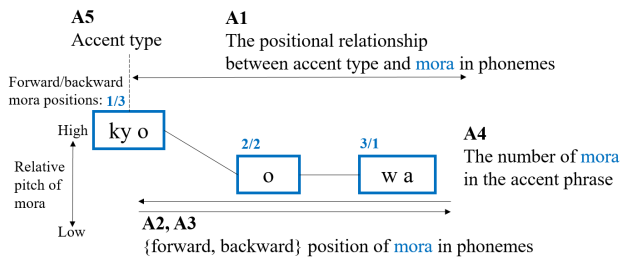 A5
Accent type
A1
The positional relationship
between accent type and mora in phonemes
Forward/backward
mora positions: 1/3
High
ky o
2/2
o
3/1
w a
A4
The number of mora
in the accent phrase
Relative
pitch of
mora
Low
A2, A3
{forward, backward} position of mora in phonemes